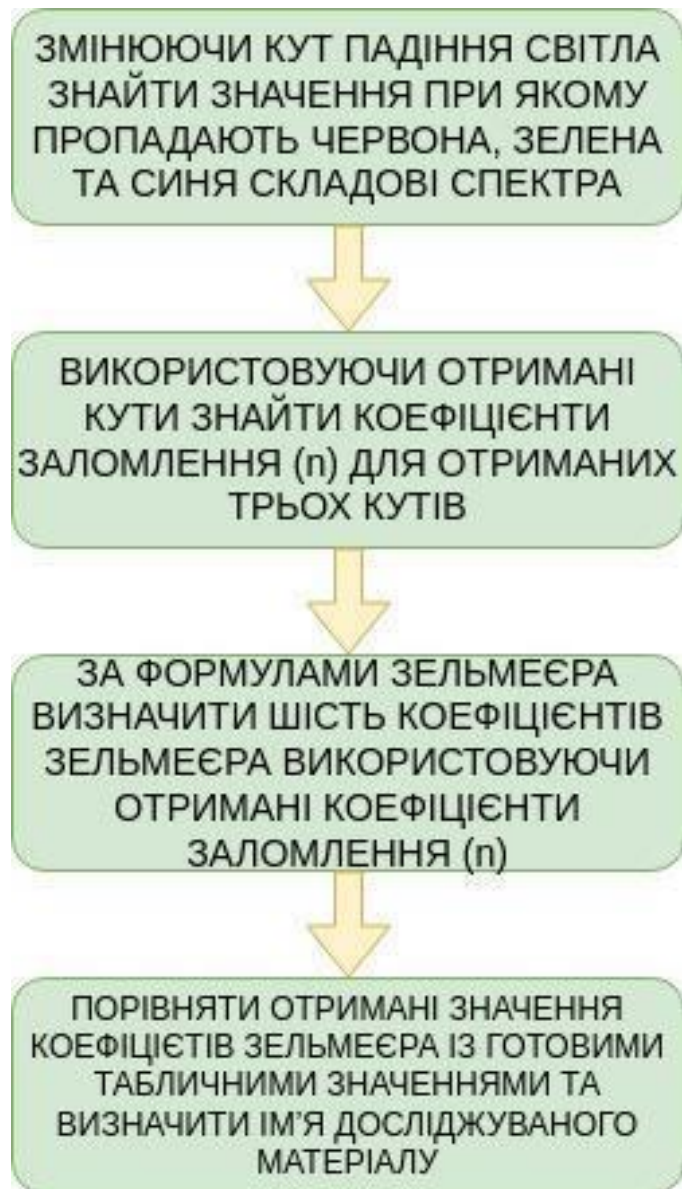 ЗМІНЮЮЧИ КУТ ПАДІННЯ СВІТЛА
ЗНАЙТИ ЗНАЧЕННЯ ПРИ ЯКОМУ
ПРОПАДАЮТЬ ЧЕРВОНА, ЗЕЛЕНА
ТА СИНЯ СКЛАДОВІ СПЕКТРА
ВИКОРИСТОВУЮЧИ ОТРИМАНІ
КУТИ ЗНАЙТИ КОЕФІЦІЄНТИ
ЗАЛОМЛЕННЯ (n) ДЛЯ ОТРИМАНИХ
ТРЬОХ КУТІВ
ЗА ФОРМУЛАМИ ЗЕЛЬМЕЄРА
ВИЗНАЧИТИ ШІСТЬ КОЕФІЦІЄНТІВ
ЗЕЛЬМЕЄРА ВИКОРИСТОВУЮЧИ
ОТРИМАНІ КОЕФІЦІЄНТИ
ЗАЛОМЛЕННЯ (n)
ПОРІВНЯТИ ОТРИМАНІ ЗНАЧЕННЯ
КОЕФІЦІЄТІВ ЗЕЛЬМЕЄРА ІЗ ГОТОВИМИ
ТАБЛИЧНИМИ ЗНАЧЕННЯМИ ТА
ВИЗНАЧИТИ ІМ'Я ДОСЛІДЖУВАНОГО
МАТЕРІАЛУ